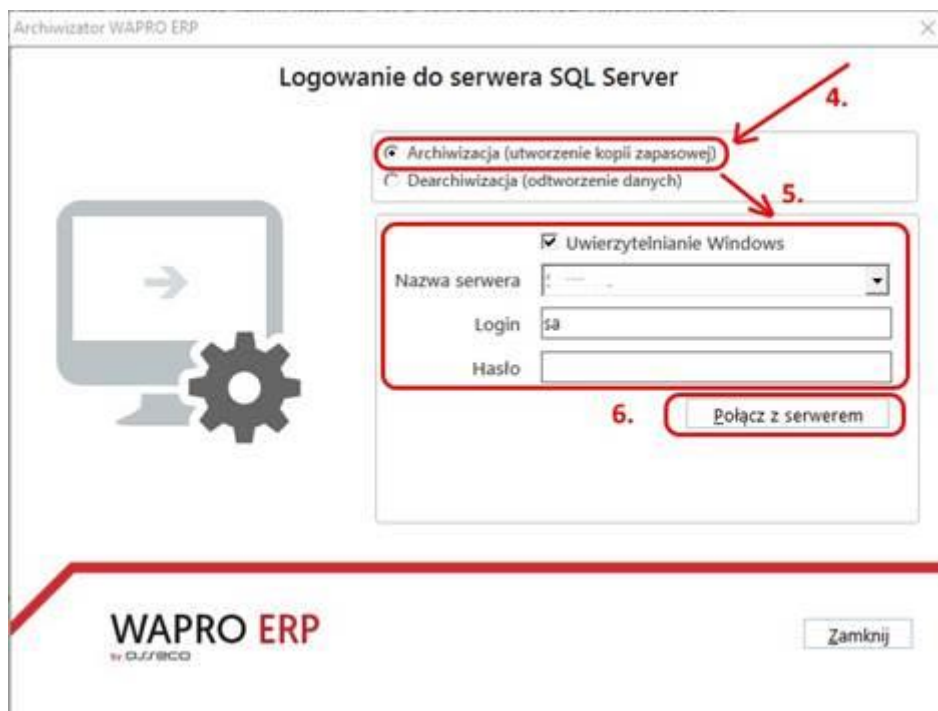 Archiwizator WAPRO ERP
Logowanie do serwera SQL Server
4.
Archiwizacja (utworzenie kopii zapasowej)
Dearchiwizacja (odtworzenie danych)
5.
Uwierzytelnianie Windows
Nazwa serwera
Login sa
Hasło
6. Połącz z serwerem
WAPRO ERP
by asseco
Zamknij